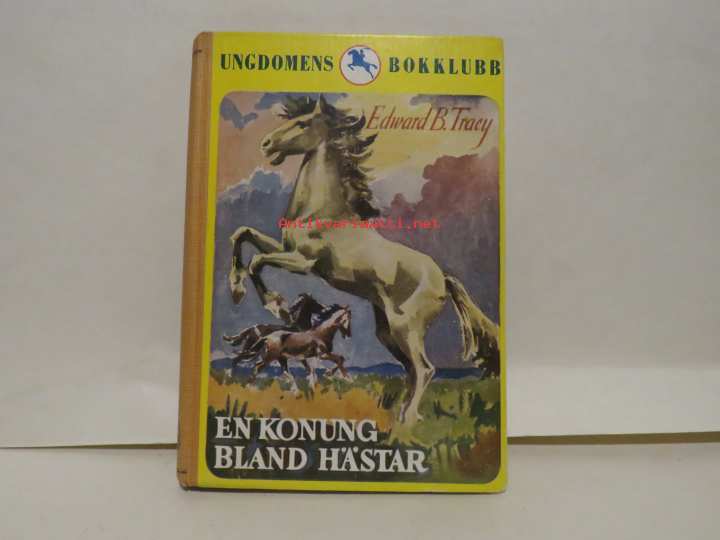 UNGDOMENS BOKKLUBB
Edward B. Tracy
Antikvariaatti.net
EN KONUNG
BLAND HÄSTAR